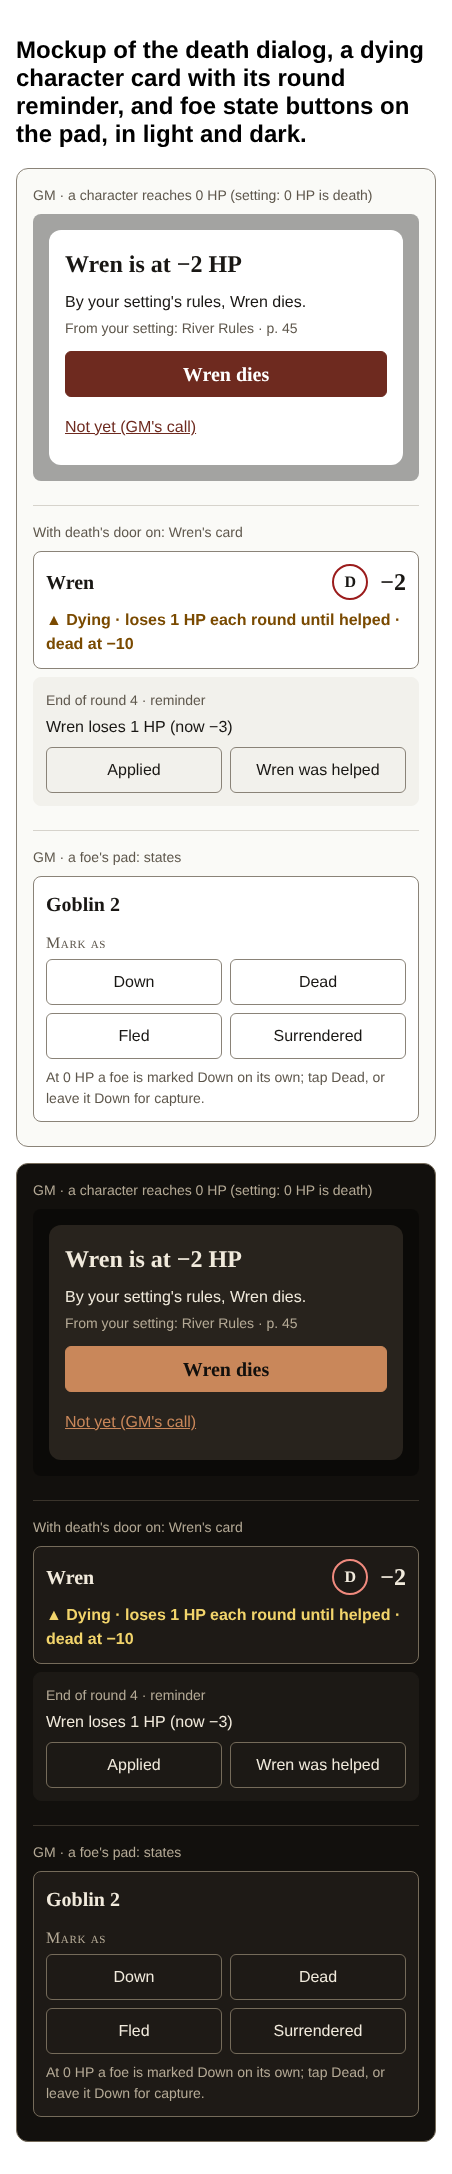 Mockup of the death dialog, a dying
character card with its round
reminder, and foe state buttons on
the pad, in light and dark.
GM · a character reaches 0 HP (setting: 0 HP is death)
Wren is at −2 HP
By your setting's rules, Wren dies.
From your setting: River Rules · p. 45
Wren dies
Not yet (GM's call)
With death's door on: Wren's card
Wren D −2
▲ Dying · loses 1 HP each round until helped ·
dead at −10
End of round 4 · reminder
Wren loses 1 HP (now −3)
Applied Wren was helped
GM · a foe's pad: states
Goblin 2
Mark as
Down Dead
Fled Surrendered
At 0 HP a foe is marked Down on its own; tap Dead, or
leave it Down for capture.
GM · a character reaches 0 HP (setting: 0 HP is death)
Wren is at −2 HP
By your setting's rules, Wren dies.
From your setting: River Rules · p. 45
Wren dies
Not yet (GM's call)
With death's door on: Wren's card
Wren D −2
▲ Dying · loses 1 HP each round until helped ·
dead at −10
End of round 4 · reminder
Wren loses 1 HP (now −3)
Applied Wren was helped
GM · a foe's pad: states
Goblin 2
Mark as
Down Dead
Fled Surrendered
At 0 HP a foe is marked Down on its own; tap Dead, or
leave it Down for capture.